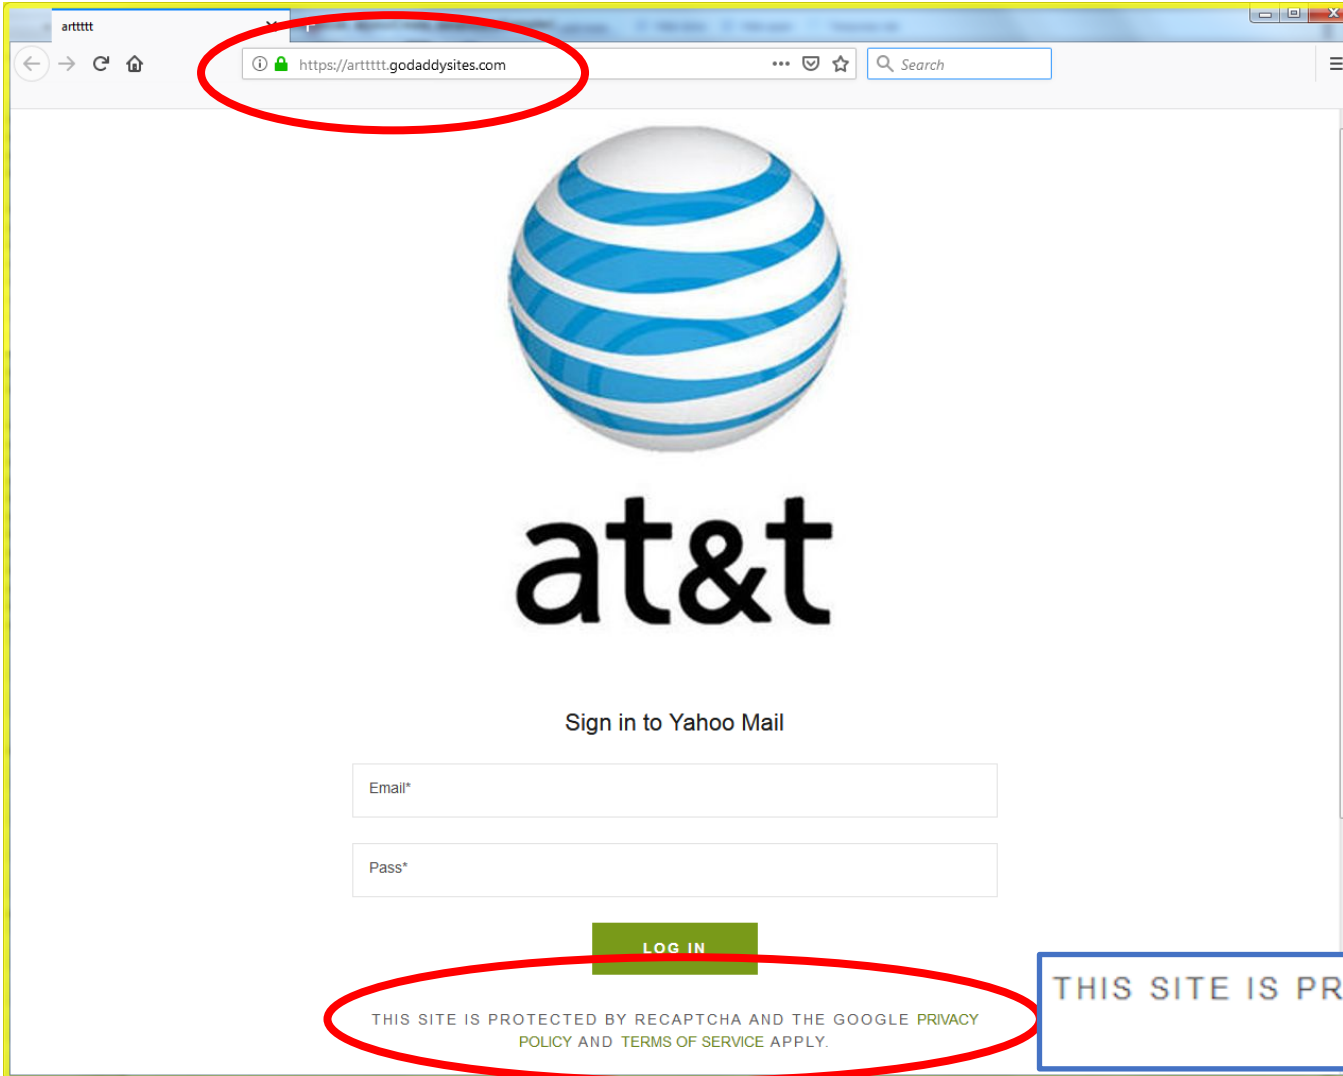 arttttt
https://arttttt.godaddysites.com
Search
at&t
Sign in to Yahoo Mail
Email*
Pass*
LOG IN
THIS SITE IS PROTECTED BY RECAPTCHA AND THE GOOGLE PRIVACY
POLICY AND TERMS OF SERVICE APPLY.
THIS SITE IS PR